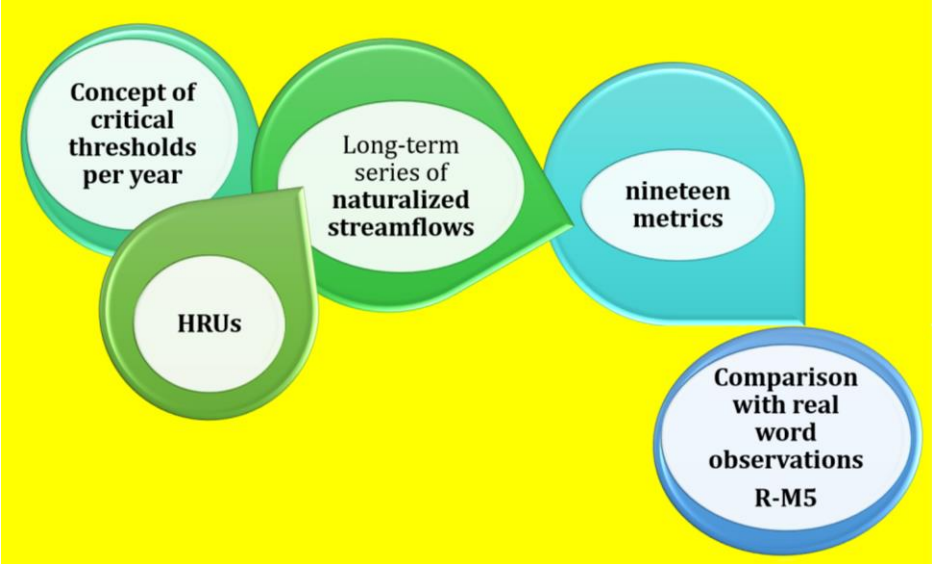 Concept of
critical
thresholds
per year
HRUs
Long-term
series of
naturalized
streamflows
nineteen
metrics
Comparison
with real
word
observations
R-M5